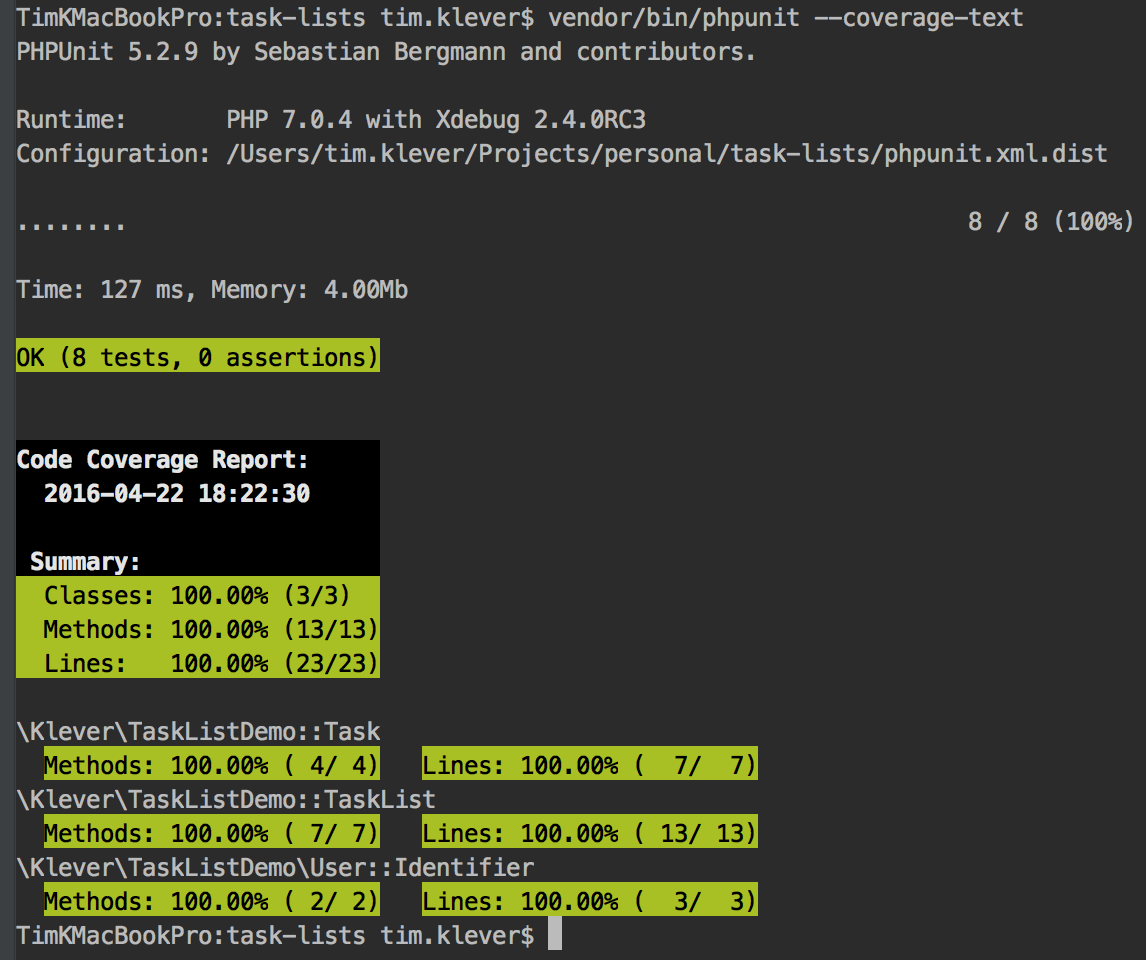 TimKMacBookPro:task-lists tim.klever$ vendor/bin/phpunit --coverage-text
PHPUnit 5.2.9 by Sebastian Bergmann and contributors.
Runtime:       PHP 7.0.4 with Xdebug 2.4.0RC3
Configuration: /Users/tim.klever/Projects/personal/task-lists/phpunit.xml.dist
........                                                            8 / 8 (100%)
Time: 127 ms, Memory: 4.00Mb
OK (8 tests, 0 assertions)
Code Coverage Report:
  2016-04-22 18:22:30
 Summary:
  Classes: 100.00% (3/3)
  Methods: 100.00% (13/13)
  Lines:   100.00% (23/23)
\Klever\TaskListDemo::Task
  Methods: 100.00% ( 4/ 4)   Lines: 100.00% (  7/  7)
\Klever\TaskListDemo::TaskList
  Methods: 100.00% ( 7/ 7)   Lines: 100.00% ( 13/ 13)
\Klever\TaskListDemo\User::Identifier
  Methods: 100.00% ( 2/ 2)   Lines: 100.00% (  3/  3)
TimKMacBookPro:task-lists tim.klever$